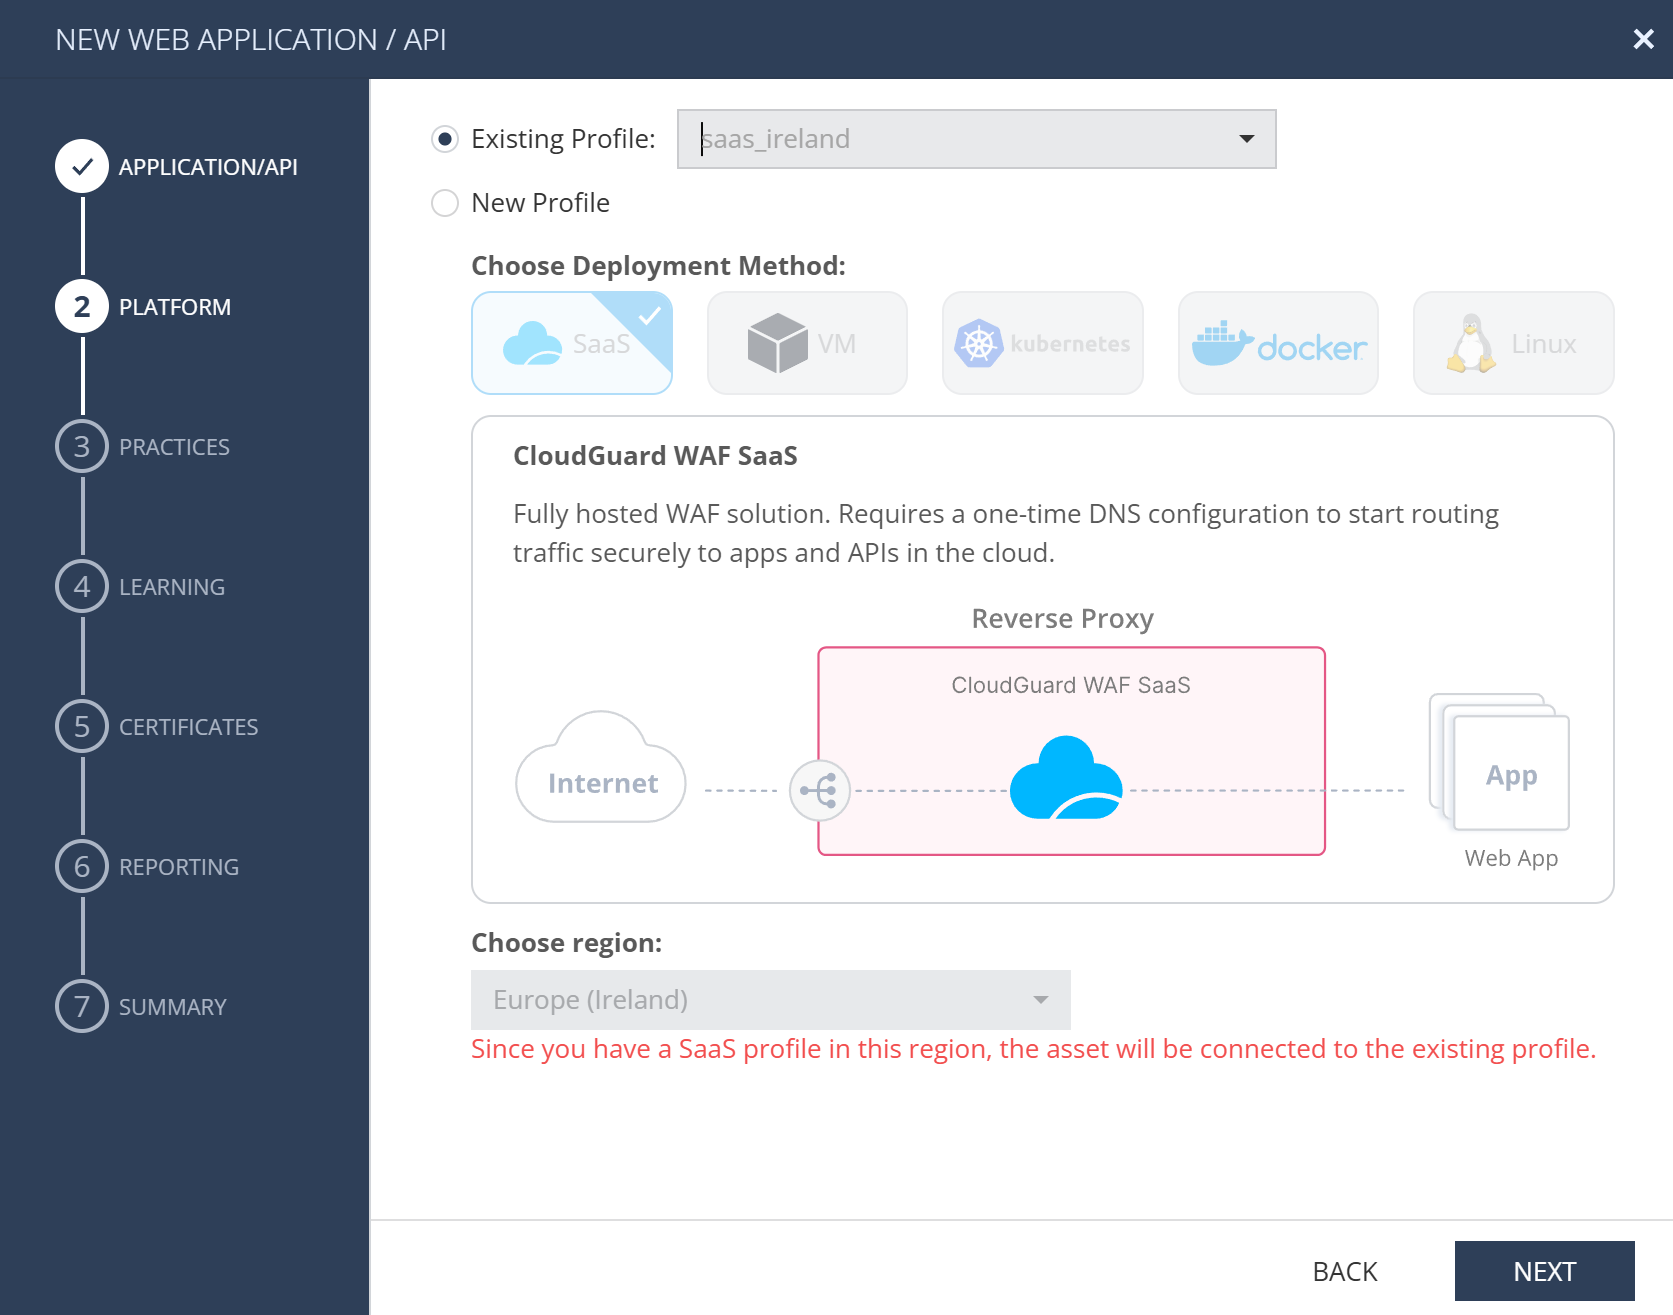 NEW WEB APPLICATION / API
APPLICATION/API
2 PLATFORM
3 PRACTICES
4 LEARNING
5 CERTIFICATES
6 REPORTING
7 SUMMARY
Existing Profile: saas_ireland
New Profile
Choose Deployment Method:
SaaS VM kubernetes docker Linux
CloudGuard WAF SaaS
Fully hosted WAF solution. Requires a one-time DNS configuration to start routing
traffic securely to apps and APIs in the cloud.
Reverse Proxy
CloudGuard WAF SaaS
Internet
App
Web App
Choose region:
Europe (Ireland)
Since you have a SaaS profile in this region, the asset will be connected to the existing profile.
BACK NEXT